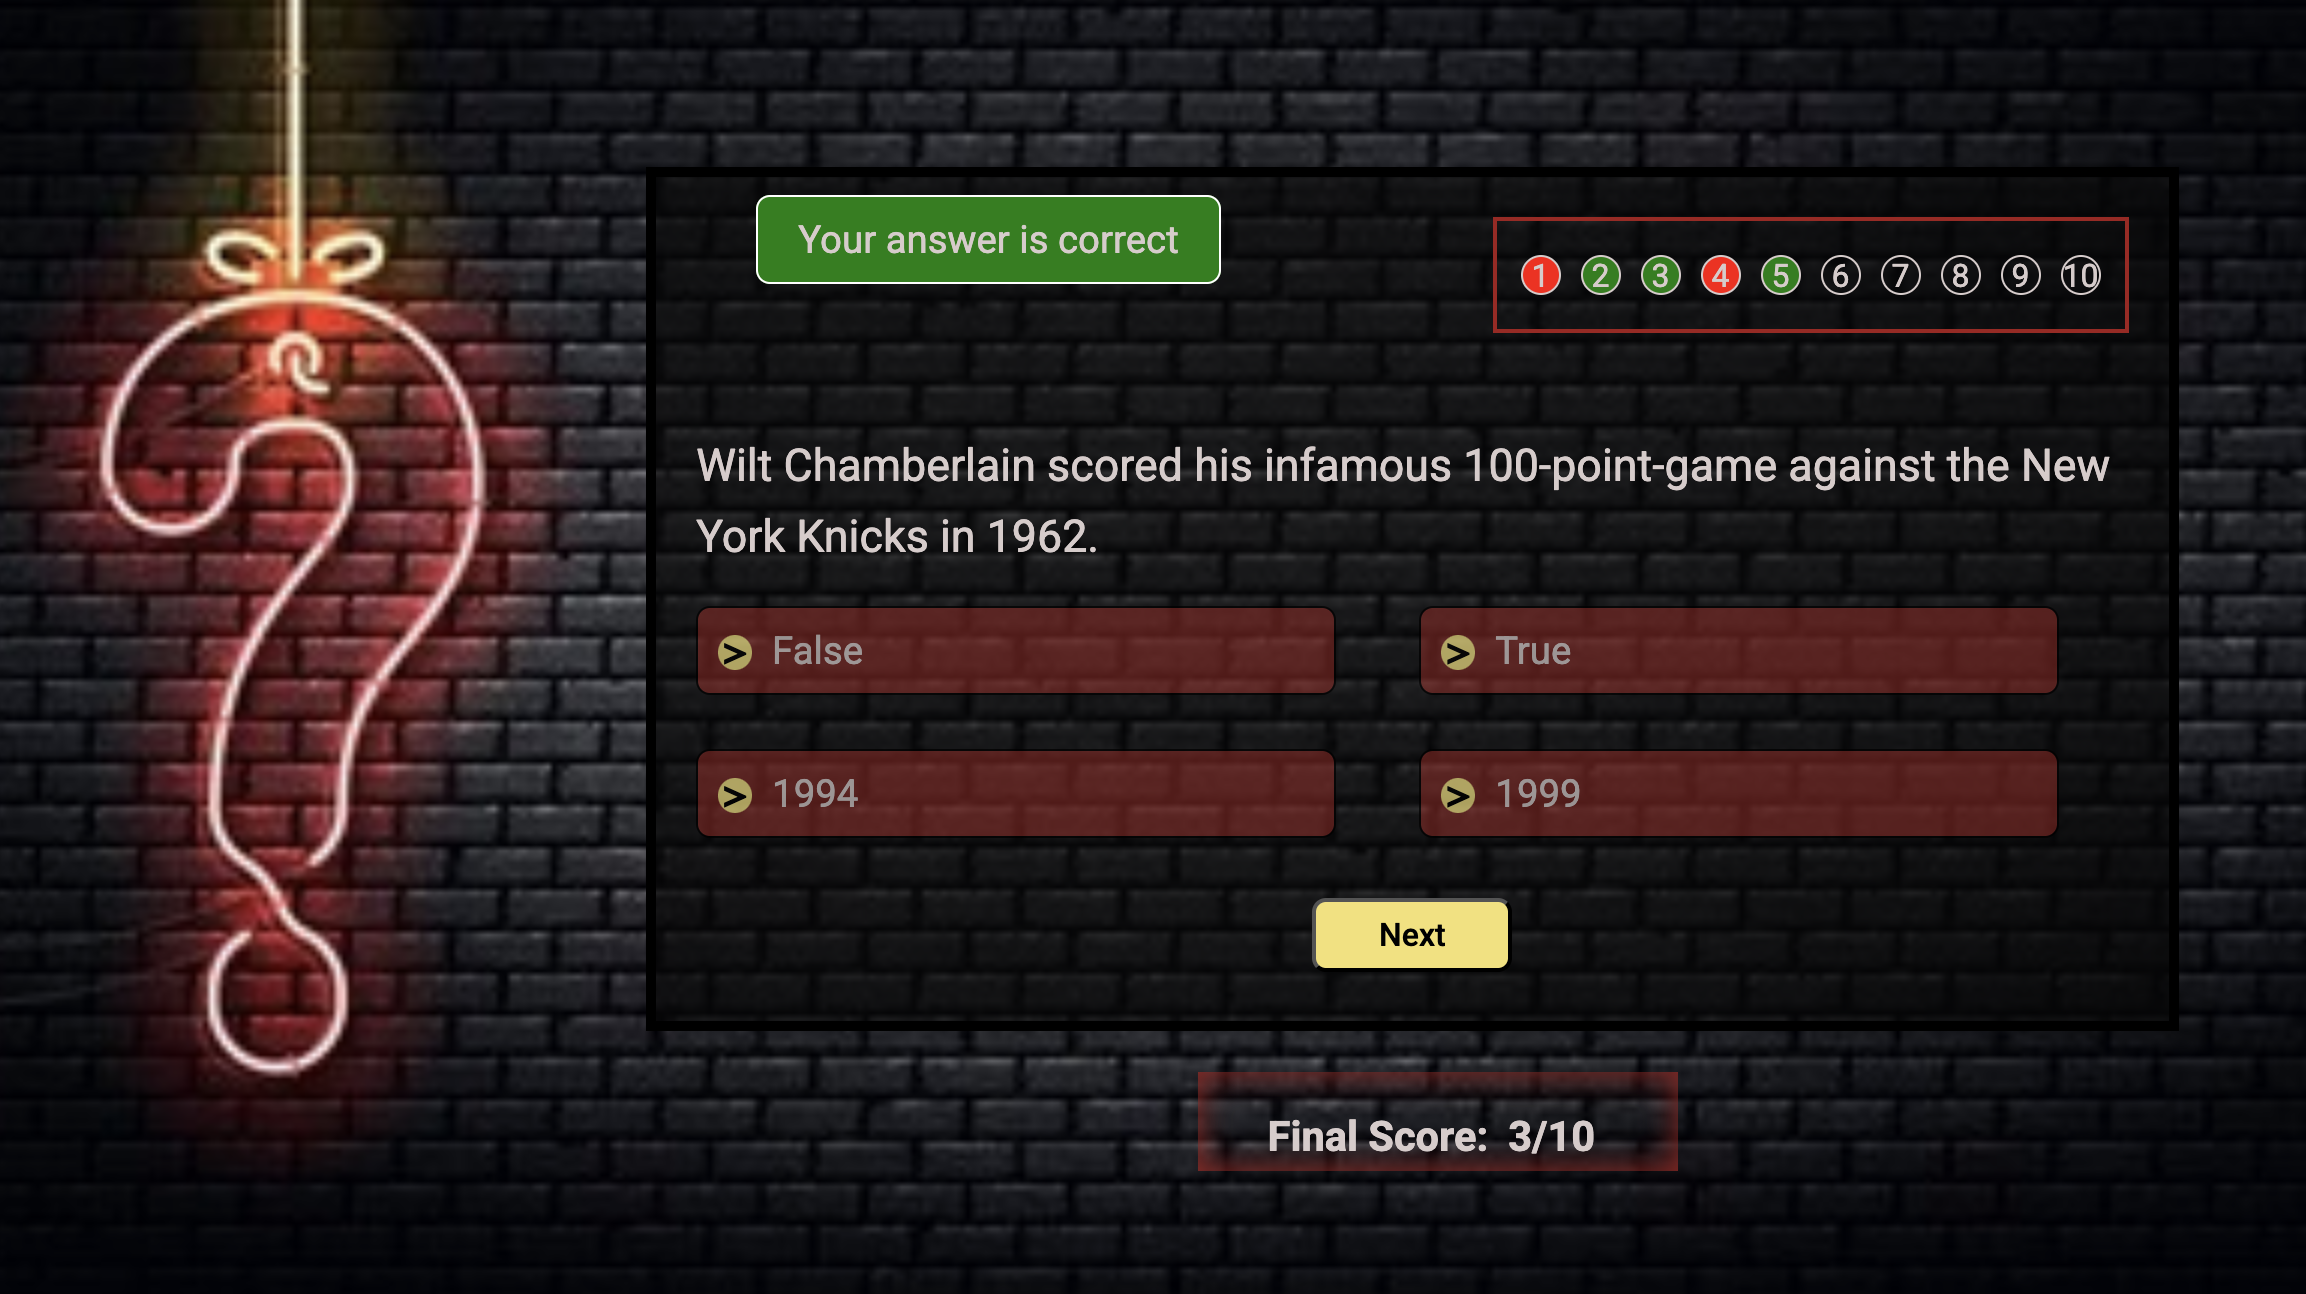 Your answer is correct
1 2 3 4 5 6 7 8 9 10
Wilt Chamberlain scored his infamous 100-point-game against the New
York Knicks in 1962.
> False
> True
> 1994
> 1999
Next
Final Score: 3/10